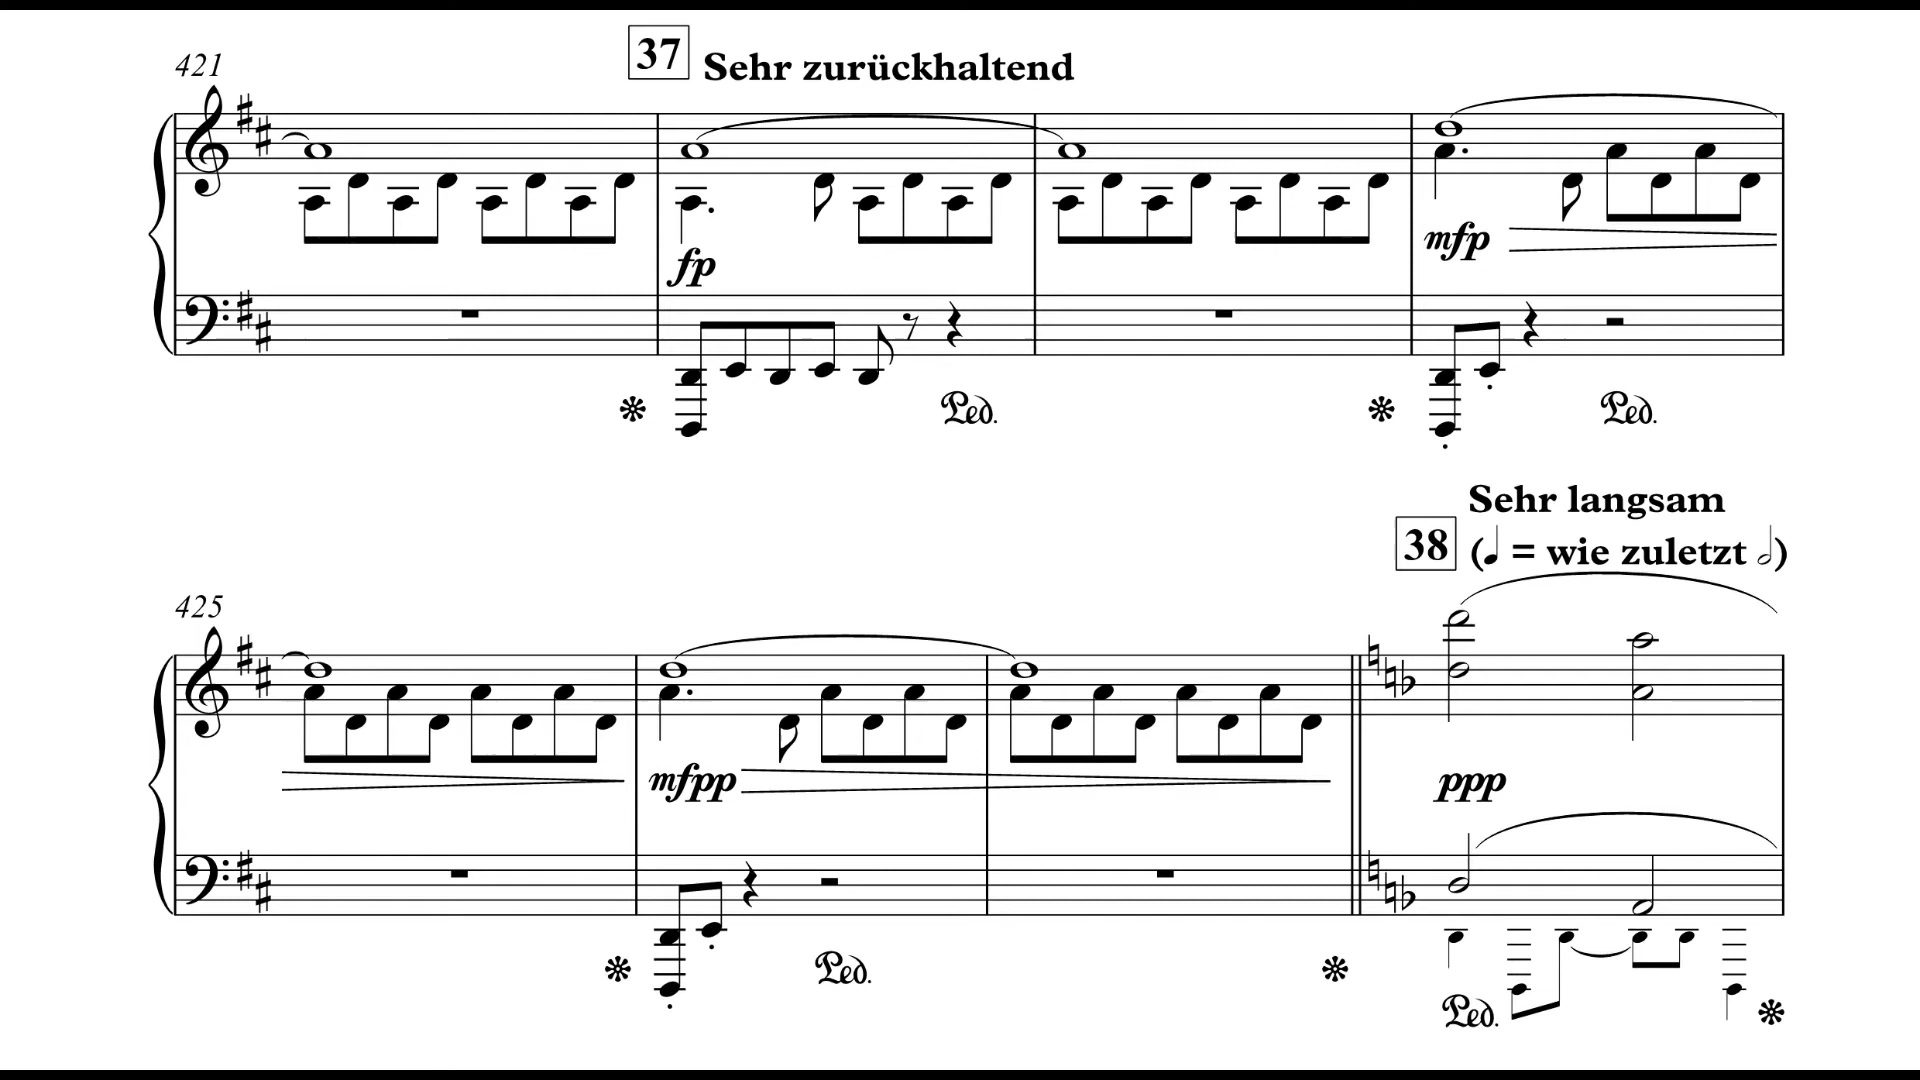 421
37 Sehr zurückhaltend
fp
mfp
Ped.
Ped.
Sehr langsam
38 (♩ = wie zuletzt 𝅗𝅥)
425
mfpp
ppp
Ped.
Ped.